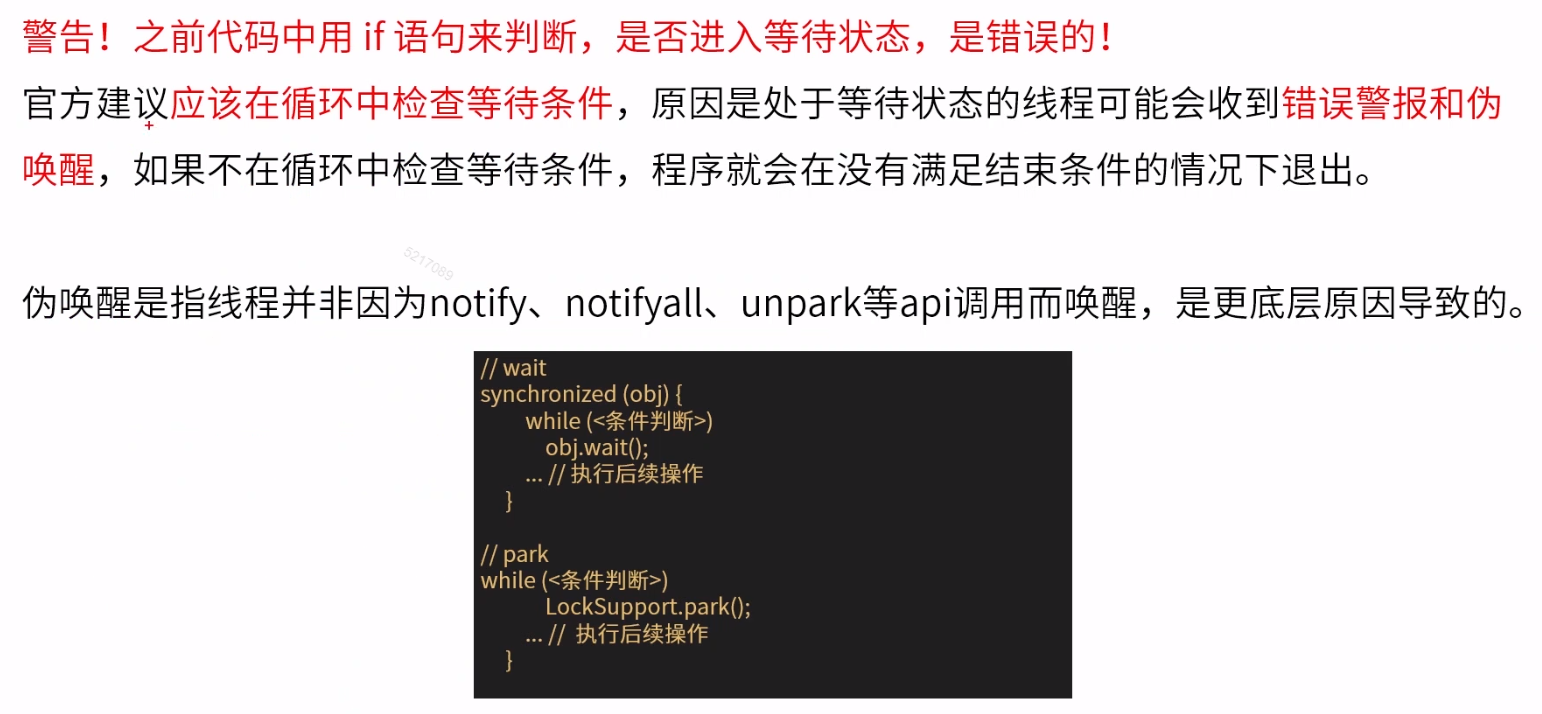 警告！之前代码中用 if 语句来判断，是否进入等待状态，是错误的！
官方建议应该在循环中检查等待条件，原因是处于等待状态的线程可能会收到错误警报和伪
唤醒，如果不在循环中检查等待条件，程序就会在没有满足结束条件的情况下退出。
5217089
伪唤醒是指线程并非因为notify、notifyall、unpark等api调用而唤醒，是更底层原因导致的。
// wait
synchronized (obj) {
while (<条件判断>)
obj.wait();
... // 执行后续操作
}
// park
while (<条件判断>)
LockSupport.park();
... // 执行后续操作
}